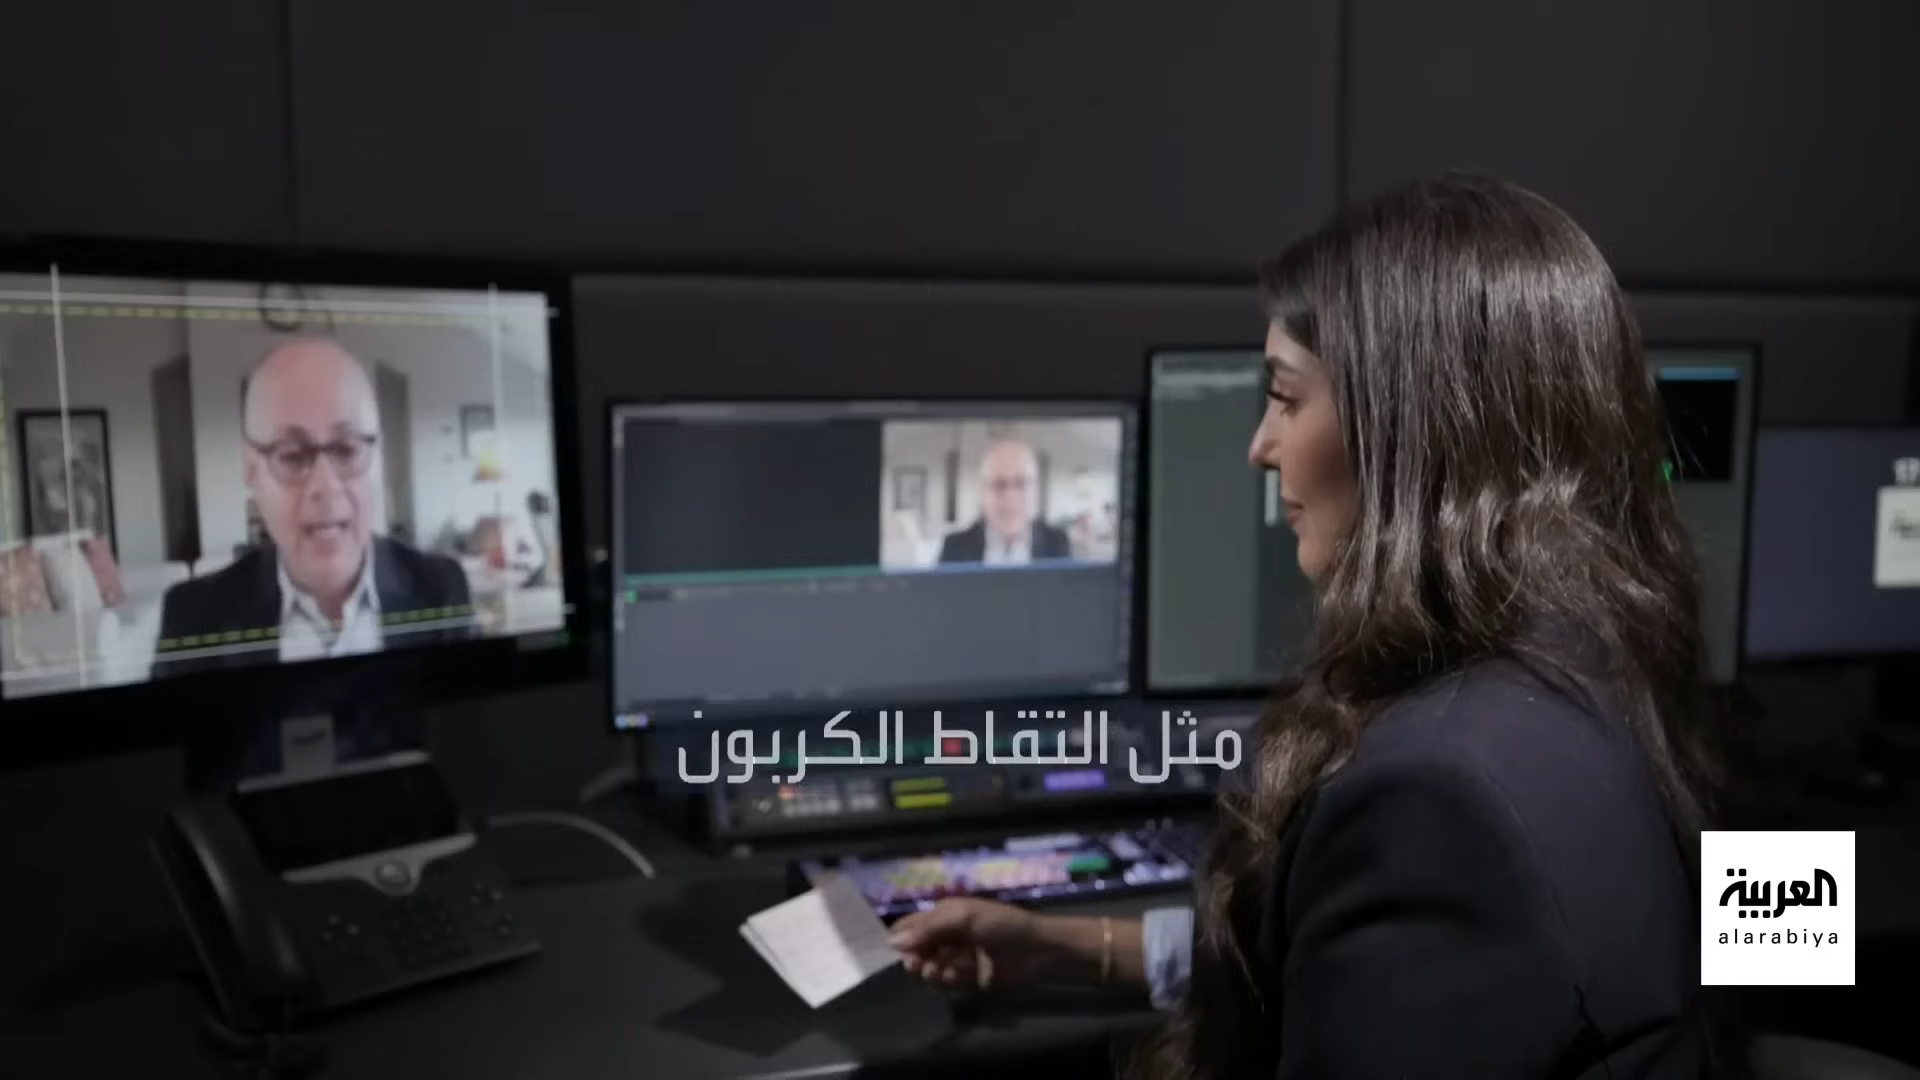 مثل التقاط الكربون
العربية
alarabiya